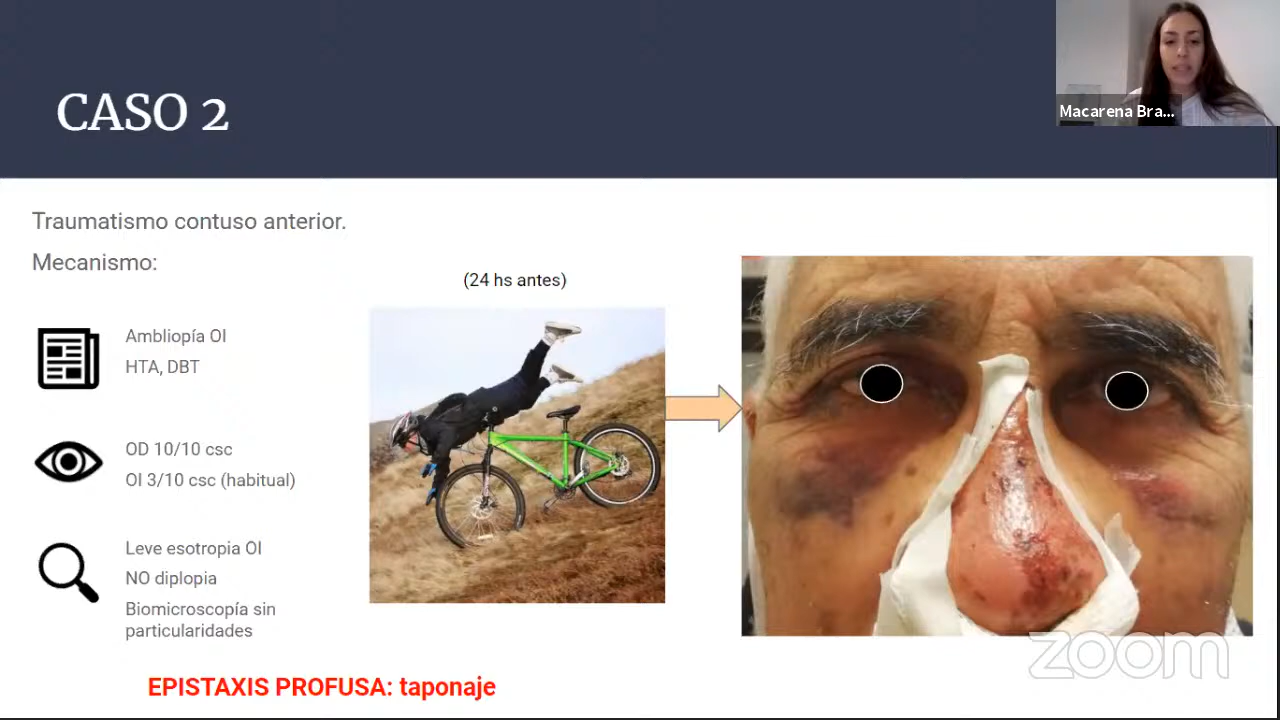 CASO 2
Macarena Bra...
Traumatismo contuso anterior.
Mecanismo:
(24 hs antes)
Ambliopía OI
HTA, DBT
OD 10/10 csc
OI 3/10 csc (habitual)
Leve esotropia OI
NO diplopia
Biomicroscopía sin
particularidades
EPISTAXIS PROFUSA: taponaje
zoom